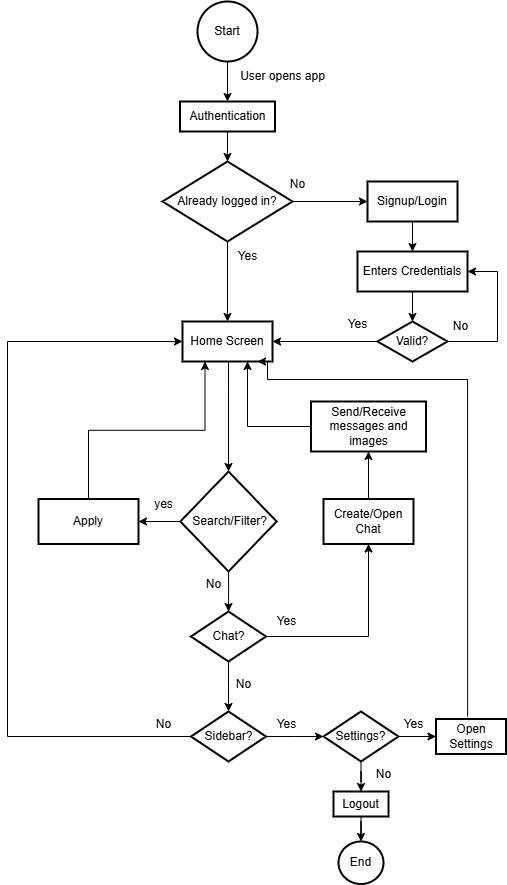 Start
User opens app
Authentication
Already logged in?
No
Signup/Login
Yes
Enters Credentials
Home Screen
Yes
Valid?
No
Send/Receive
messages and
images
Apply
yes
Search/Filter?
Create/Open
Chat
No
Chat?
Yes
No
No
Sidebar?
Yes
Settings?
Yes
Open
Settings
No
Logout
End